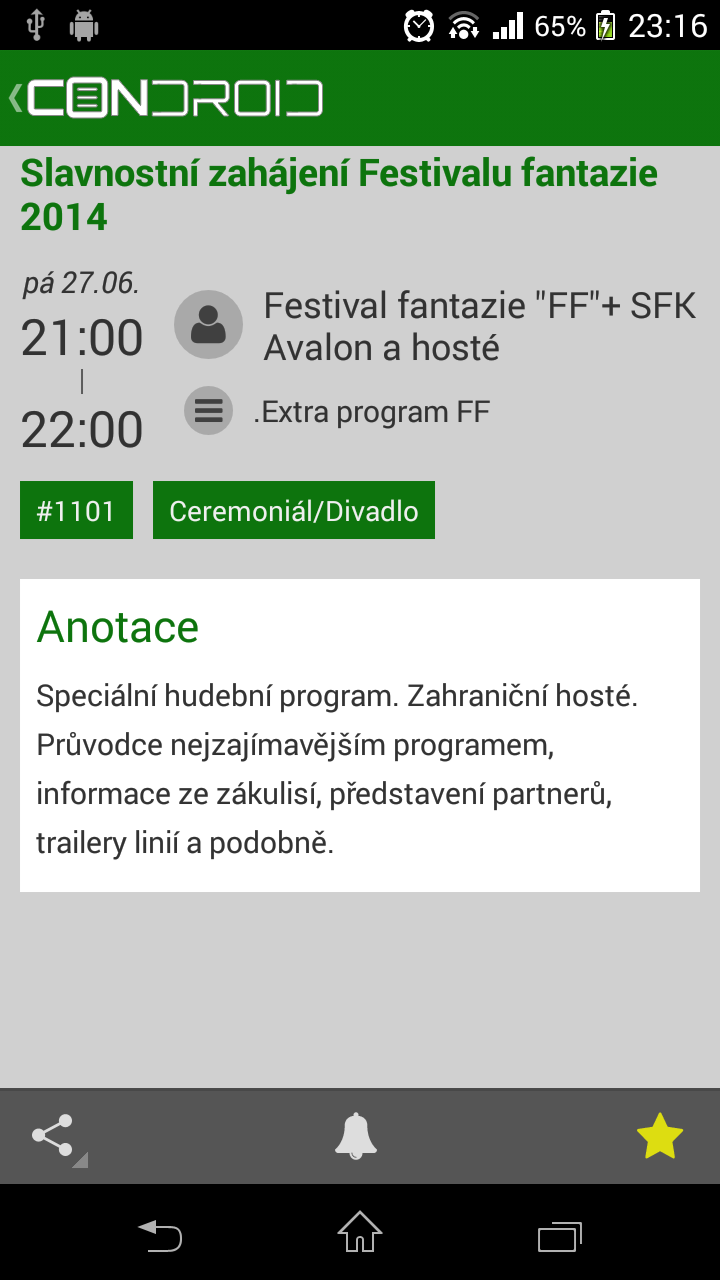 65% 23:16
CONDROID
Slavnostní zahájení Festivalu fantazie
2014
pá 27.06.
21:00
|
22:00
Festival fantazie "FF"+ SFK
Avalon a hosté
.Extra program FF
#1101
Ceremoniál/Divadlo
Anotace
Speciální hudební program. Zahraniční hosté.
Průvodce nejzajímavějším programem,
informace ze zákulisí, představení partnerů,
trailery linií a podobně.